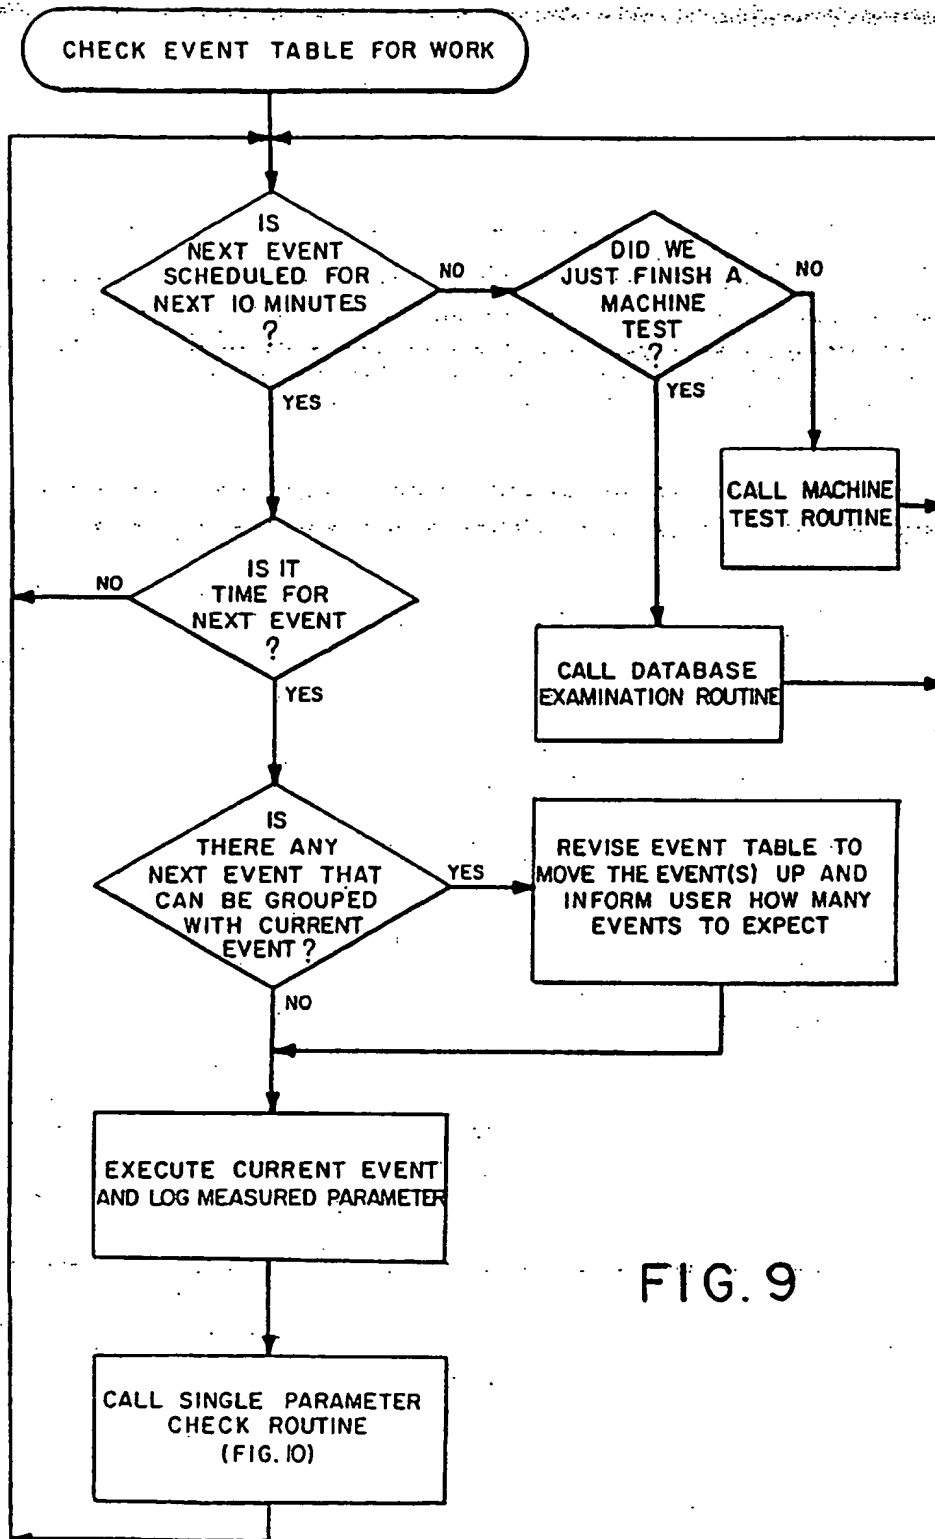 CHECK EVENT TABLE FOR WORK
IS
NEXT EVENT
SCHEDULED FOR
NEXT 10 MINUTES
?
NO
YES
DID WE
JUST FINISH A
MACHINE
TEST
?
NO
YES
CALL MACHINE
TEST ROUTINE
IS IT
TIME FOR
NEXT EVENT
?
NO
YES
CALL DATABASE
EXAMINATION ROUTINE
IS
THERE ANY
NEXT EVENT THAT
CAN BE GROUPED
WITH CURRENT
EVENT?
YES
NO
REVISE EVENT TABLE TO
MOVE THE EVENT(S) UP AND
INFORM USER HOW MANY
EVENTS TO EXPECT
EXECUTE CURRENT EVENT
AND LOG MEASURED PARAMETER
FIG. 9
CALL SINGLE PARAMETER
CHECK ROUTINE
(FIG. 10)